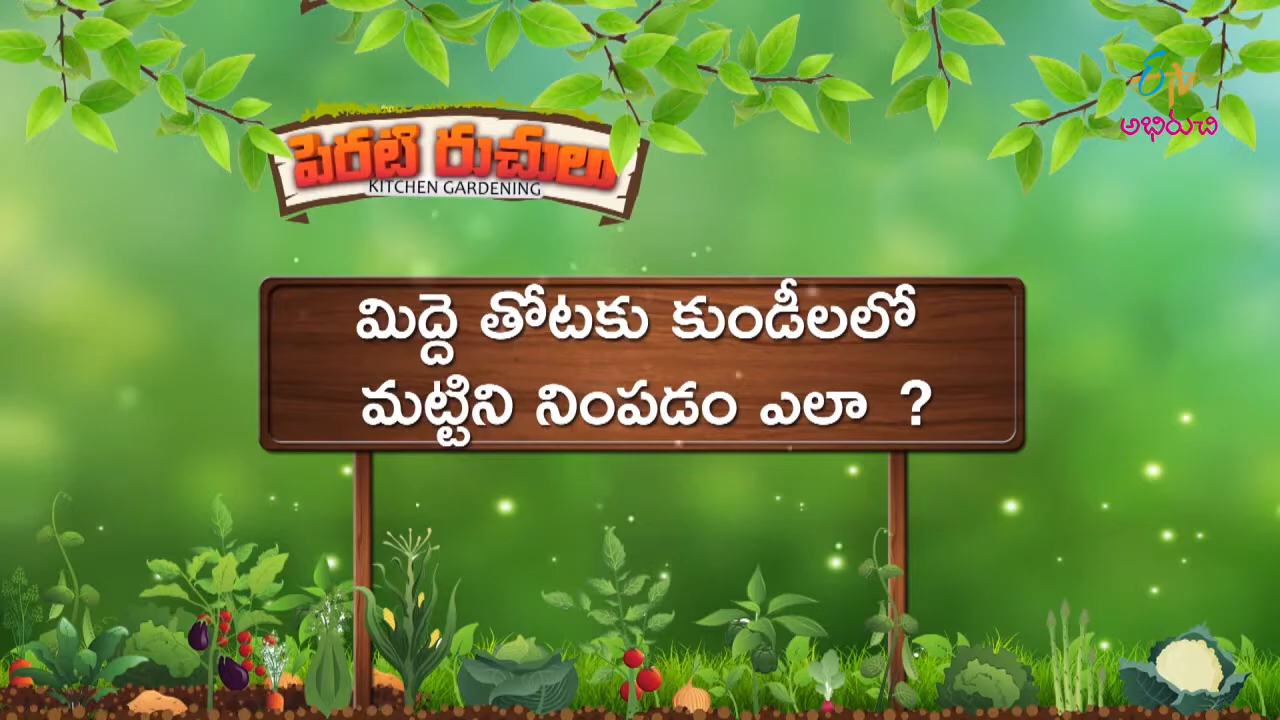 ETV
అభిరుచి
పెరటి రుచులు
KITCHEN GARDENING
మిద్దె తోటకు కుండీలలో
మట్టిని నింపడం ఎలా ?